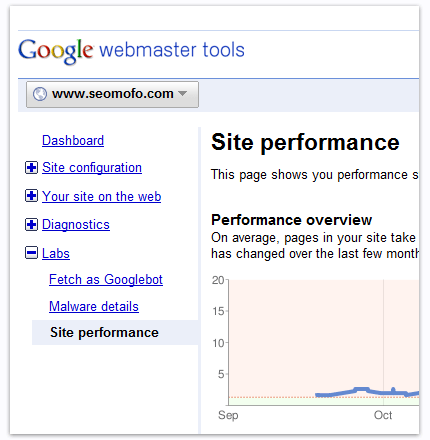 Google webmaster tools
www.seomofo.com
Dashboard
Site configuration
Your site on the web
Diagnostics
Labs
Fetch as Googlebot
Malware details
Site performance
Site performance
This page shows you performance s
Performance overview
On average, pages in your site take
has changed over the last few month
20
15
10
5
0
Sep
Oct